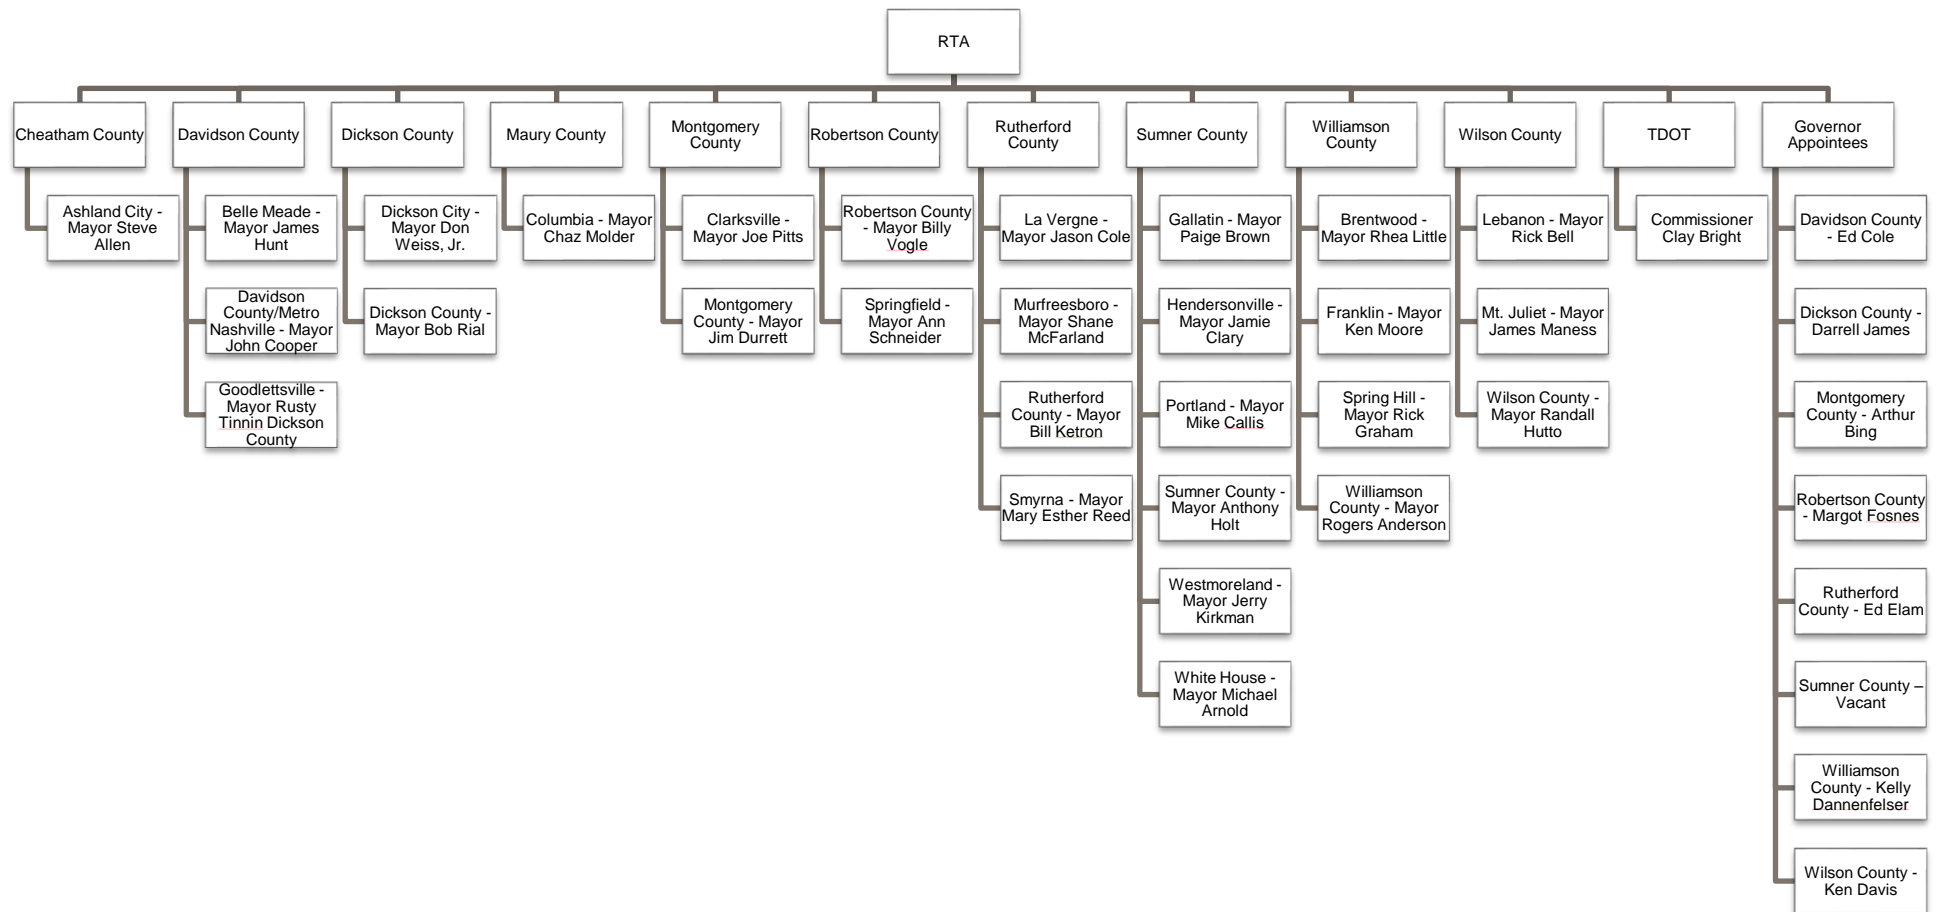 RTA
Cheatham County
Ashland City -
Mayor Steve
Allen
Davidson County
Belle Meade -
Mayor James
Hunt
Davidson
County/Metro
Nashville - Mayor
John Cooper
Goodlettsville -
Mayor Rusty
Tinnin Dickson
County
Dickson County
Dickson City -
Mayor Don
Weiss, Jr.
Dickson County -
Mayor Bob Rial
Maury County
Columbia - Mayor
Chaz Molder
Montgomery
County
Clarksville -
Mayor Joe Pitts
Montgomery
County - Mayor
Jim Durrett
Robertson County
Robertson County
- Mayor Billy
Vogle
Springfield -
Mayor Ann
Schneider
Rutherford
County
La Vergne -
Mayor Jason Cole
Murfreesboro -
Mayor Shane
McFarland
Rutherford
County - Mayor
Bill Ketron
Smyrna - Mayor
Mary Esther Reed
Sumner County
Gallatin - Mayor
Paige Brown
Hendersonville -
Mayor Jamie
Clary
Portland - Mayor
Mike Callis
Sumner County -
Mayor Anthony
Holt
Westmoreland -
Mayor Jerry
Kirkman
White House -
Mayor Michael
Arnold
Williamson
County
Brentwood -
Mayor Rhea Little
Franklin - Mayor
Ken Moore
Spring Hill -
Mayor Rick
Graham
Williamson
County - Mayor
Rogers Anderson
Wilson County
Lebanon - Mayor
Rick Bell
Mt. Juliet - Mayor
James Maness
Wilson County -
Mayor Randall
Hutto
TDOT
Commissioner
Clay Bright
Governor
Appointees
Davidson County
- Ed Cole
Dickson County -
Darrell James
Montgomery
County - Arthur
Bing
Robertson County
- Margot Fosnes
Rutherford
County - Ed Elam
Sumner County –
Vacant
Williamson
County - Kelly
Dannenfelser
Wilson County -
Ken Davis